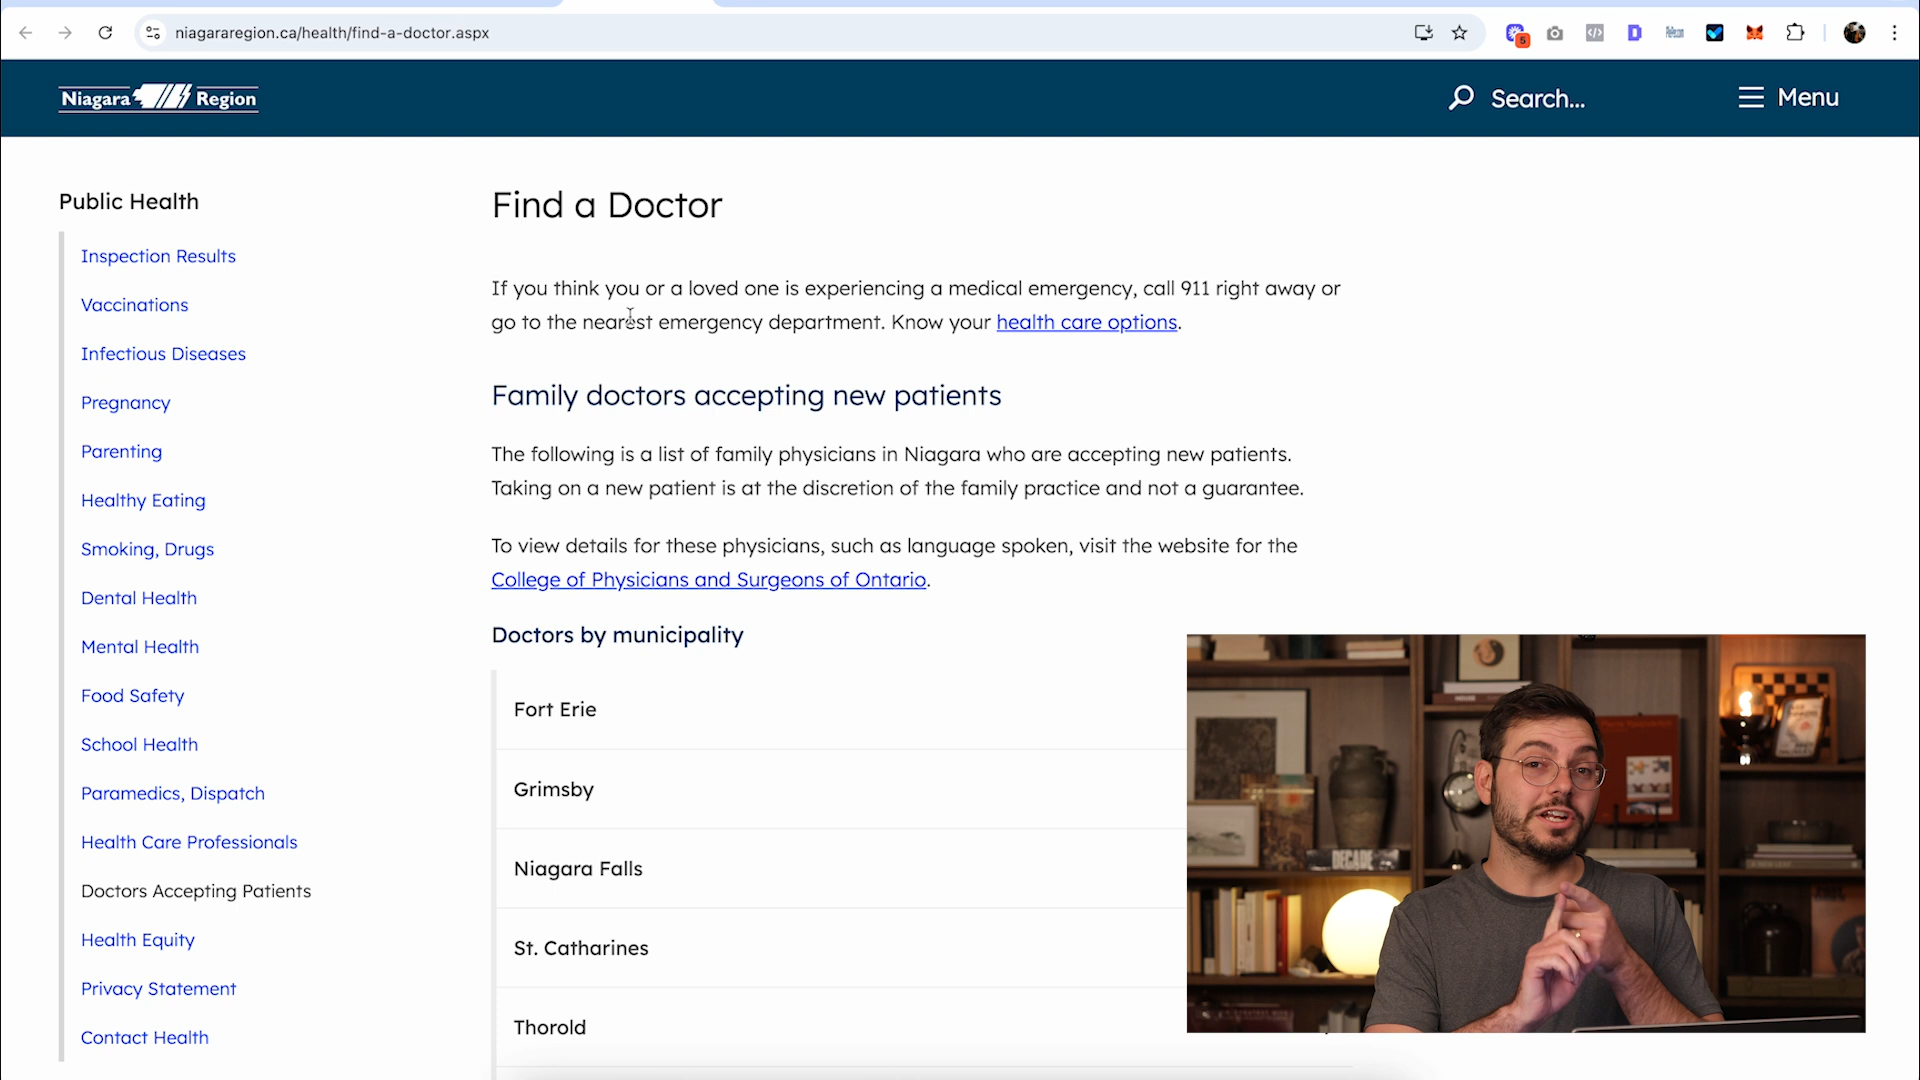 niagararegion.ca/health/find-a-doctor.aspx
5
Niagara Region
Search...
Menu
Public Health
Inspection Results
Vaccinations
Infectious Diseases
Pregnancy
Parenting
Healthy Eating
Smoking, Drugs
Dental Health
Mental Health
Food Safety
School Health
Paramedics, Dispatch
Health Care Professionals
Doctors Accepting Patients
Health Equity
Privacy Statement
Contact Health
Find a Doctor
If you think you or a loved one is experiencing a medical emergency, call 911 right away or
go to the nearest emergency department. Know your health care options.
Family doctors accepting new patients
The following is a list of family physicians in Niagara who are accepting new patients.
Taking on a new patient is at the discretion of the family practice and not a guarantee.
To view details for these physicians, such as language spoken, visit the website for the
College of Physicians and Surgeons of Ontario.
Doctors by municipality
Fort Erie
Grimsby
Niagara Falls
St. Catharines
Thorold
DECADE